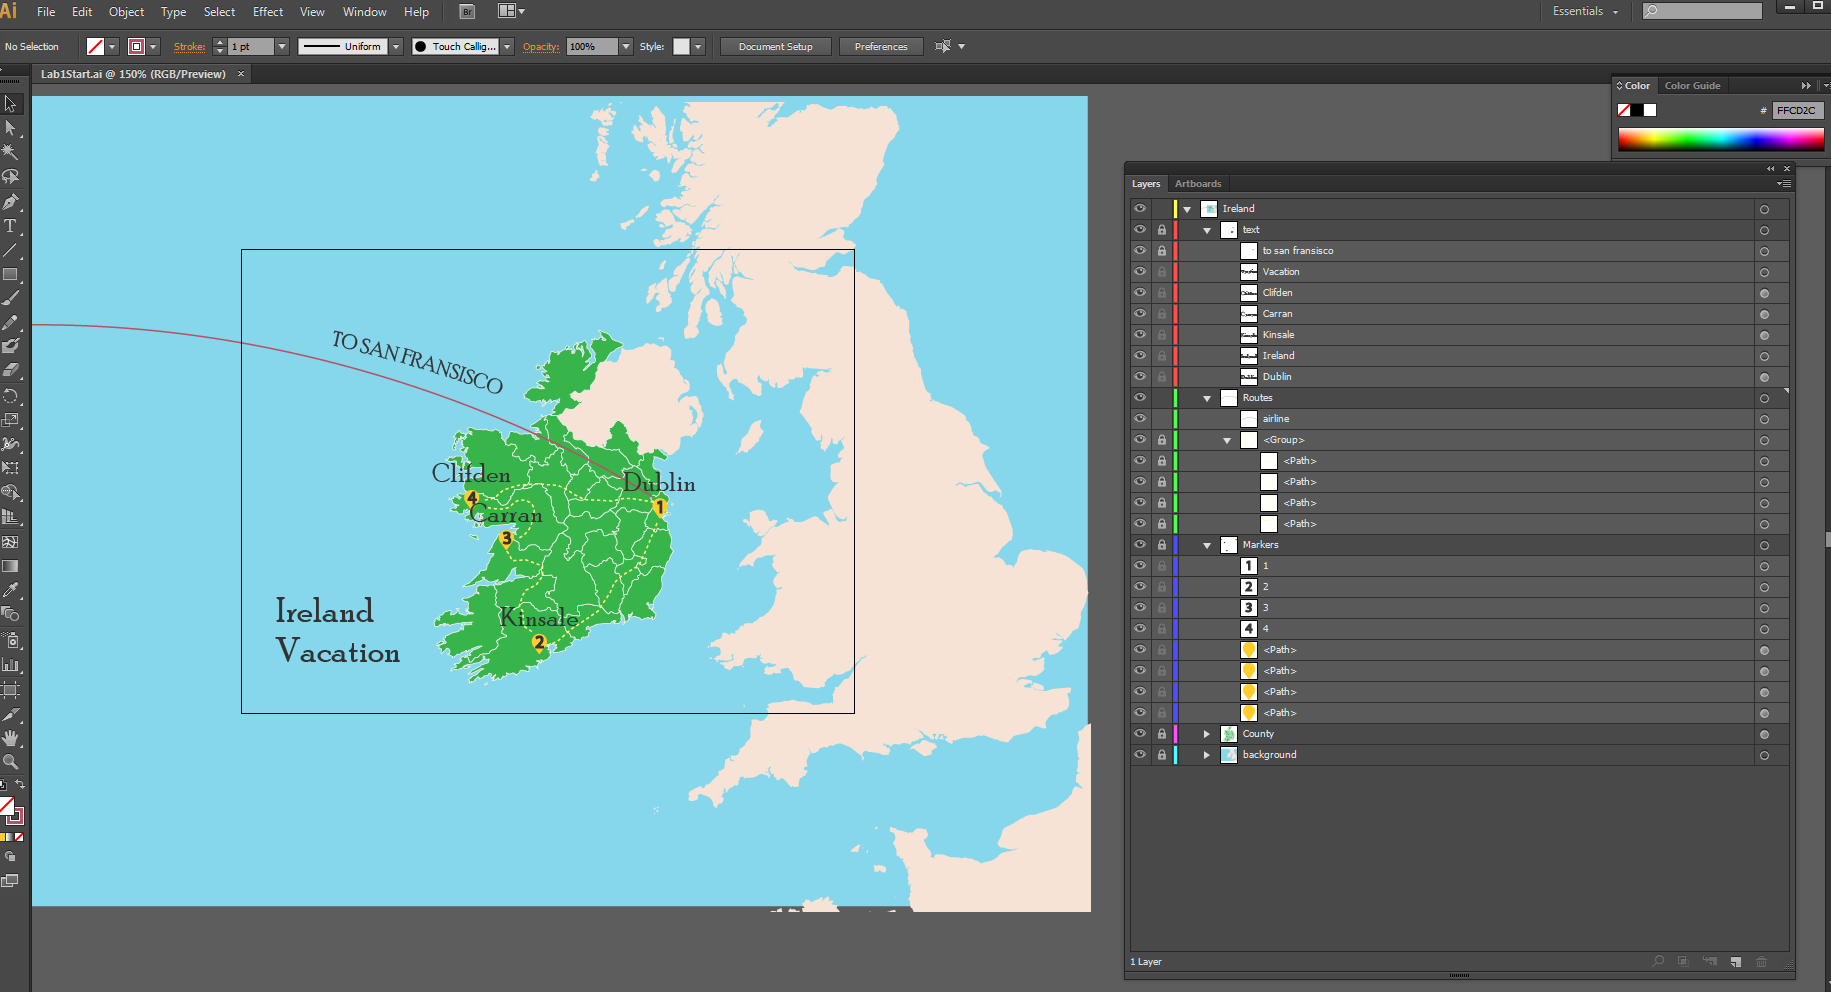 Ai File Edit Object Type Select Effect View Window Help Br Essentials
No Selection Stroke: 1 pt Uniform Touch Callig... Opacity: 100% Style: Document Setup Preferences
Lab1Start.ai @ 150% (RGB/Preview) ×
Color Color Guide
# FFCD2C
Layers Artboards
Ireland
text
to san fransisco
Vacation
Clifden
Carran
Kinsale
Ireland
Dublin
Routes
airline
<Group>
<Path>
<Path>
<Path>
<Path>
Markers
1 1
2 2
3 3
4 4
<Path>
<Path>
<Path>
<Path>
County
background
1 Layer
TO SAN FRANSISCO
Clifden
Dublin
4
1
Carran
3
Kinsale
2
Ireland
Vacation
T